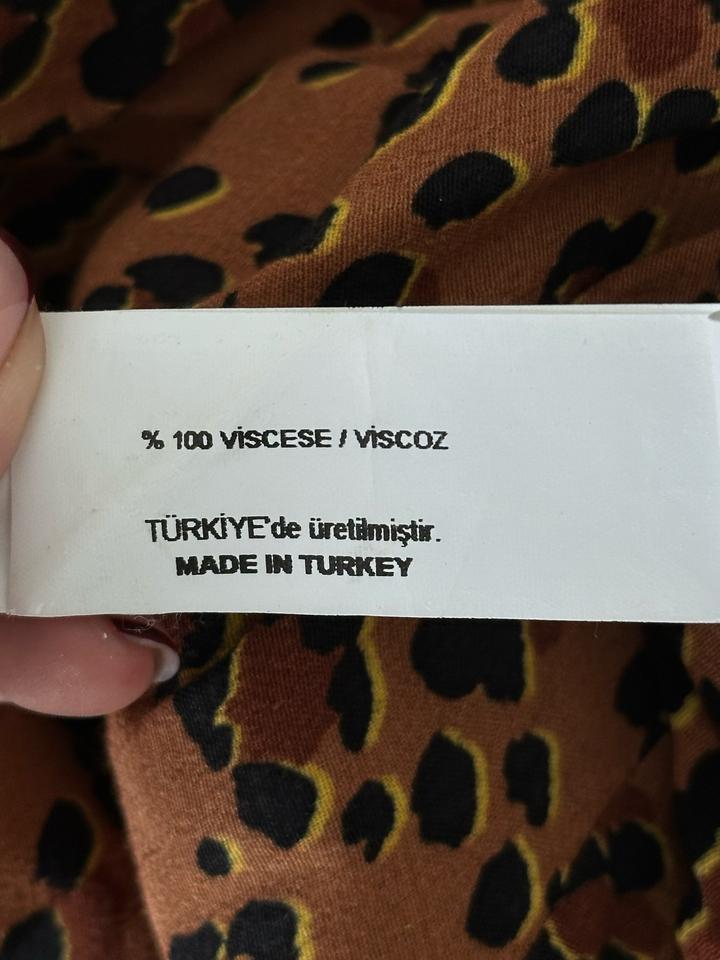 % 100 VİSCESE / VİSCOZ
TÜRKİYE'de üretilmiştir.
MADE IN TURKEY